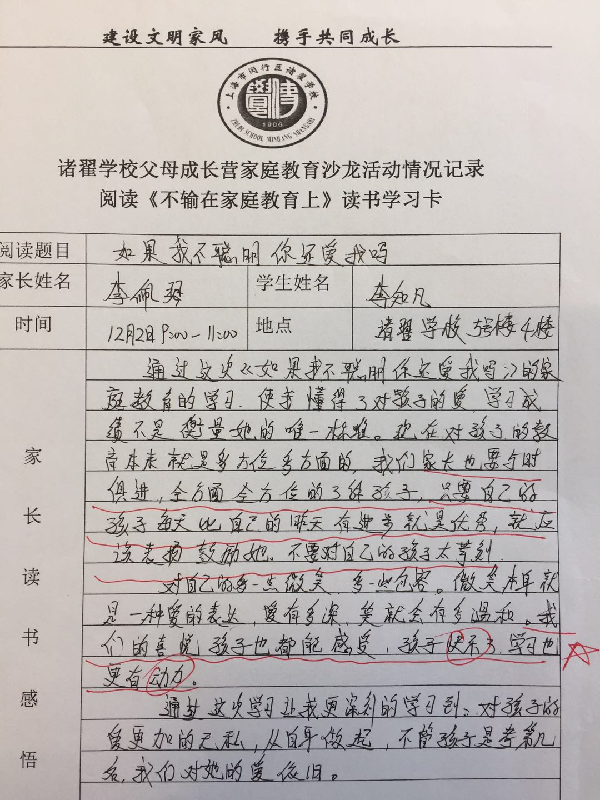 建设文明家风 携手共同成长
上海市闵行区诸翟学校
1906
诸翟学校父母成长营家庭教育沙龙活动情况记录
阅读《不输在家庭教育上》读书学习卡
阅读题目 如果我不聪明你还爱我吗
家长姓名 李佩琴 学生姓名 李知凡
时间 12月2日9:00-11:00 地点 诸翟学校 5号楼4楼
通过这次《如果我不聪明你还爱我吗》的家
庭教育的学习,使我懂得了对孩子的爱,学习成
绩不是衡量她的唯一标准。现在对孩子的教
育本来就是多方位多方面的,我们家长也要与时
俱进,全方面全方位的了解孩子,只要自己的
孩子每天比自己的昨天有进步就是优秀,就应
该表扬鼓励她,不要对自己的孩子太苛刻。
对自己的多一点微笑,多一些包容。微笑本身就
是一种爱的表达,爱有多深,笑就会有多温和。我
们的喜悦孩子也都能感受,孩子快乐了,学习也
更有动力。
通过这次学习让我更深刻的学习到:对孩子的
爱更加的无私,从自身做起,不管孩子是考第几
名,我们对她的爱依旧。
家长读书感悟